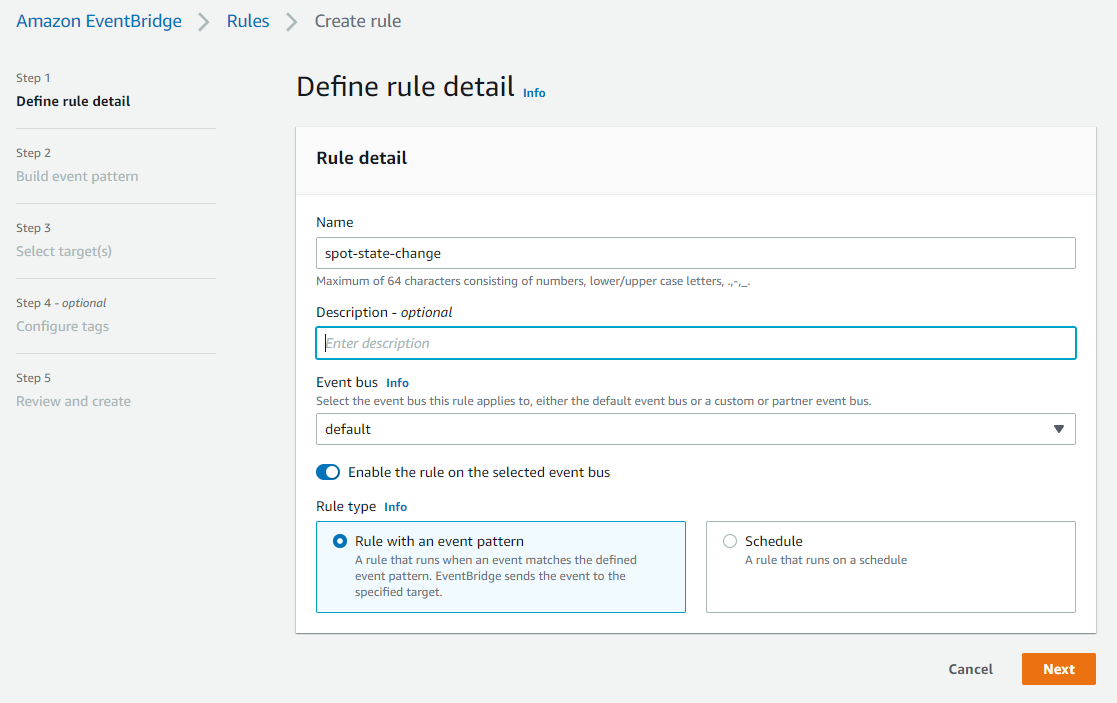 Amazon EventBridge > Rules > Create rule
Step 1
Define rule detail
Step 2
Build event pattern
Step 3
Select target(s)
Step 4 - optional
Configure tags
Step 5
Review and create
Define rule detail Info
Rule detail
Name
spot-state-change
Maximum of 64 characters consisting of numbers, lower/upper case letters, .,-,_.
Description - optional
Enter description
Event bus Info
Select the event bus this rule applies to, either the default event bus or a custom or partner event bus.
default
Enable the rule on the selected event bus
Rule type Info
Rule with an event pattern
A rule that runs when an event matches the defined
event pattern. EventBridge sends the event to the
specified target.
Schedule
A rule that runs on a schedule
Cancel
Next